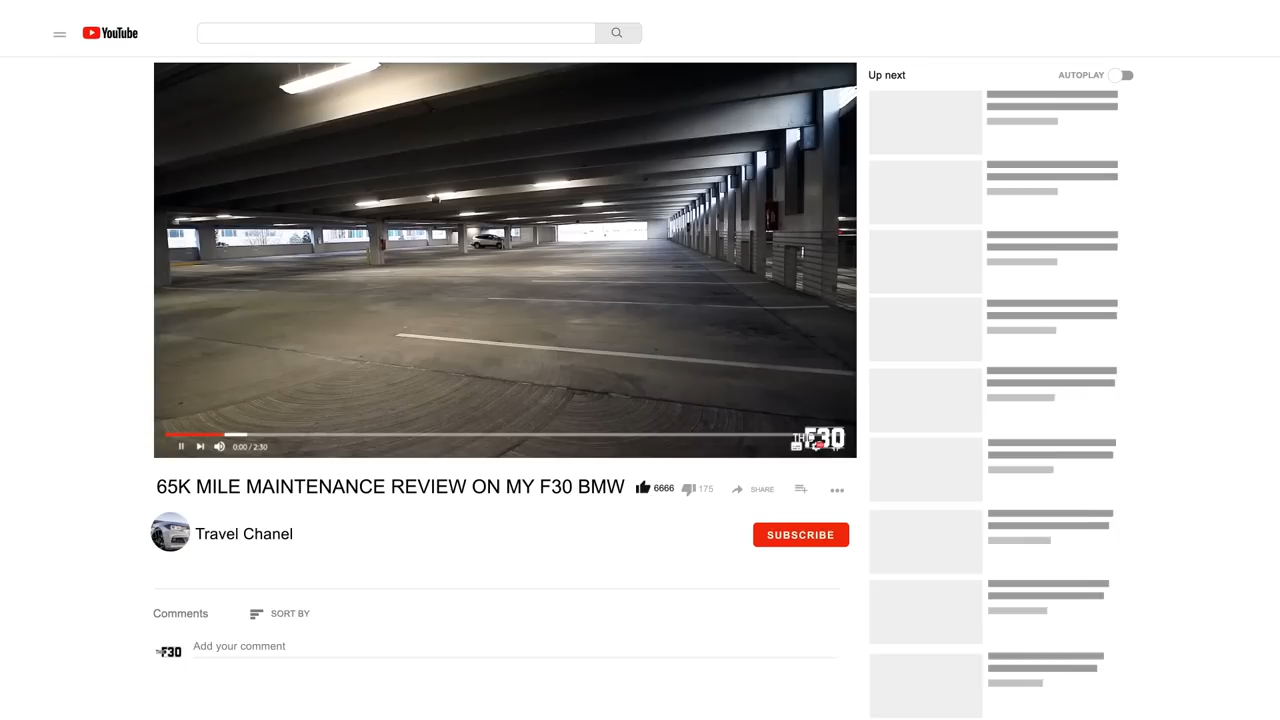 YouTube
Up next
AUTOPLAY
THE F30
0:00 / 2:30
65K MILE MAINTENANCE REVIEW ON MY F30 BMW
6666
175
SHARE
Travel Chanel
SUBSCRIBE
Comments
SORT BY
THE F30
Add your comment